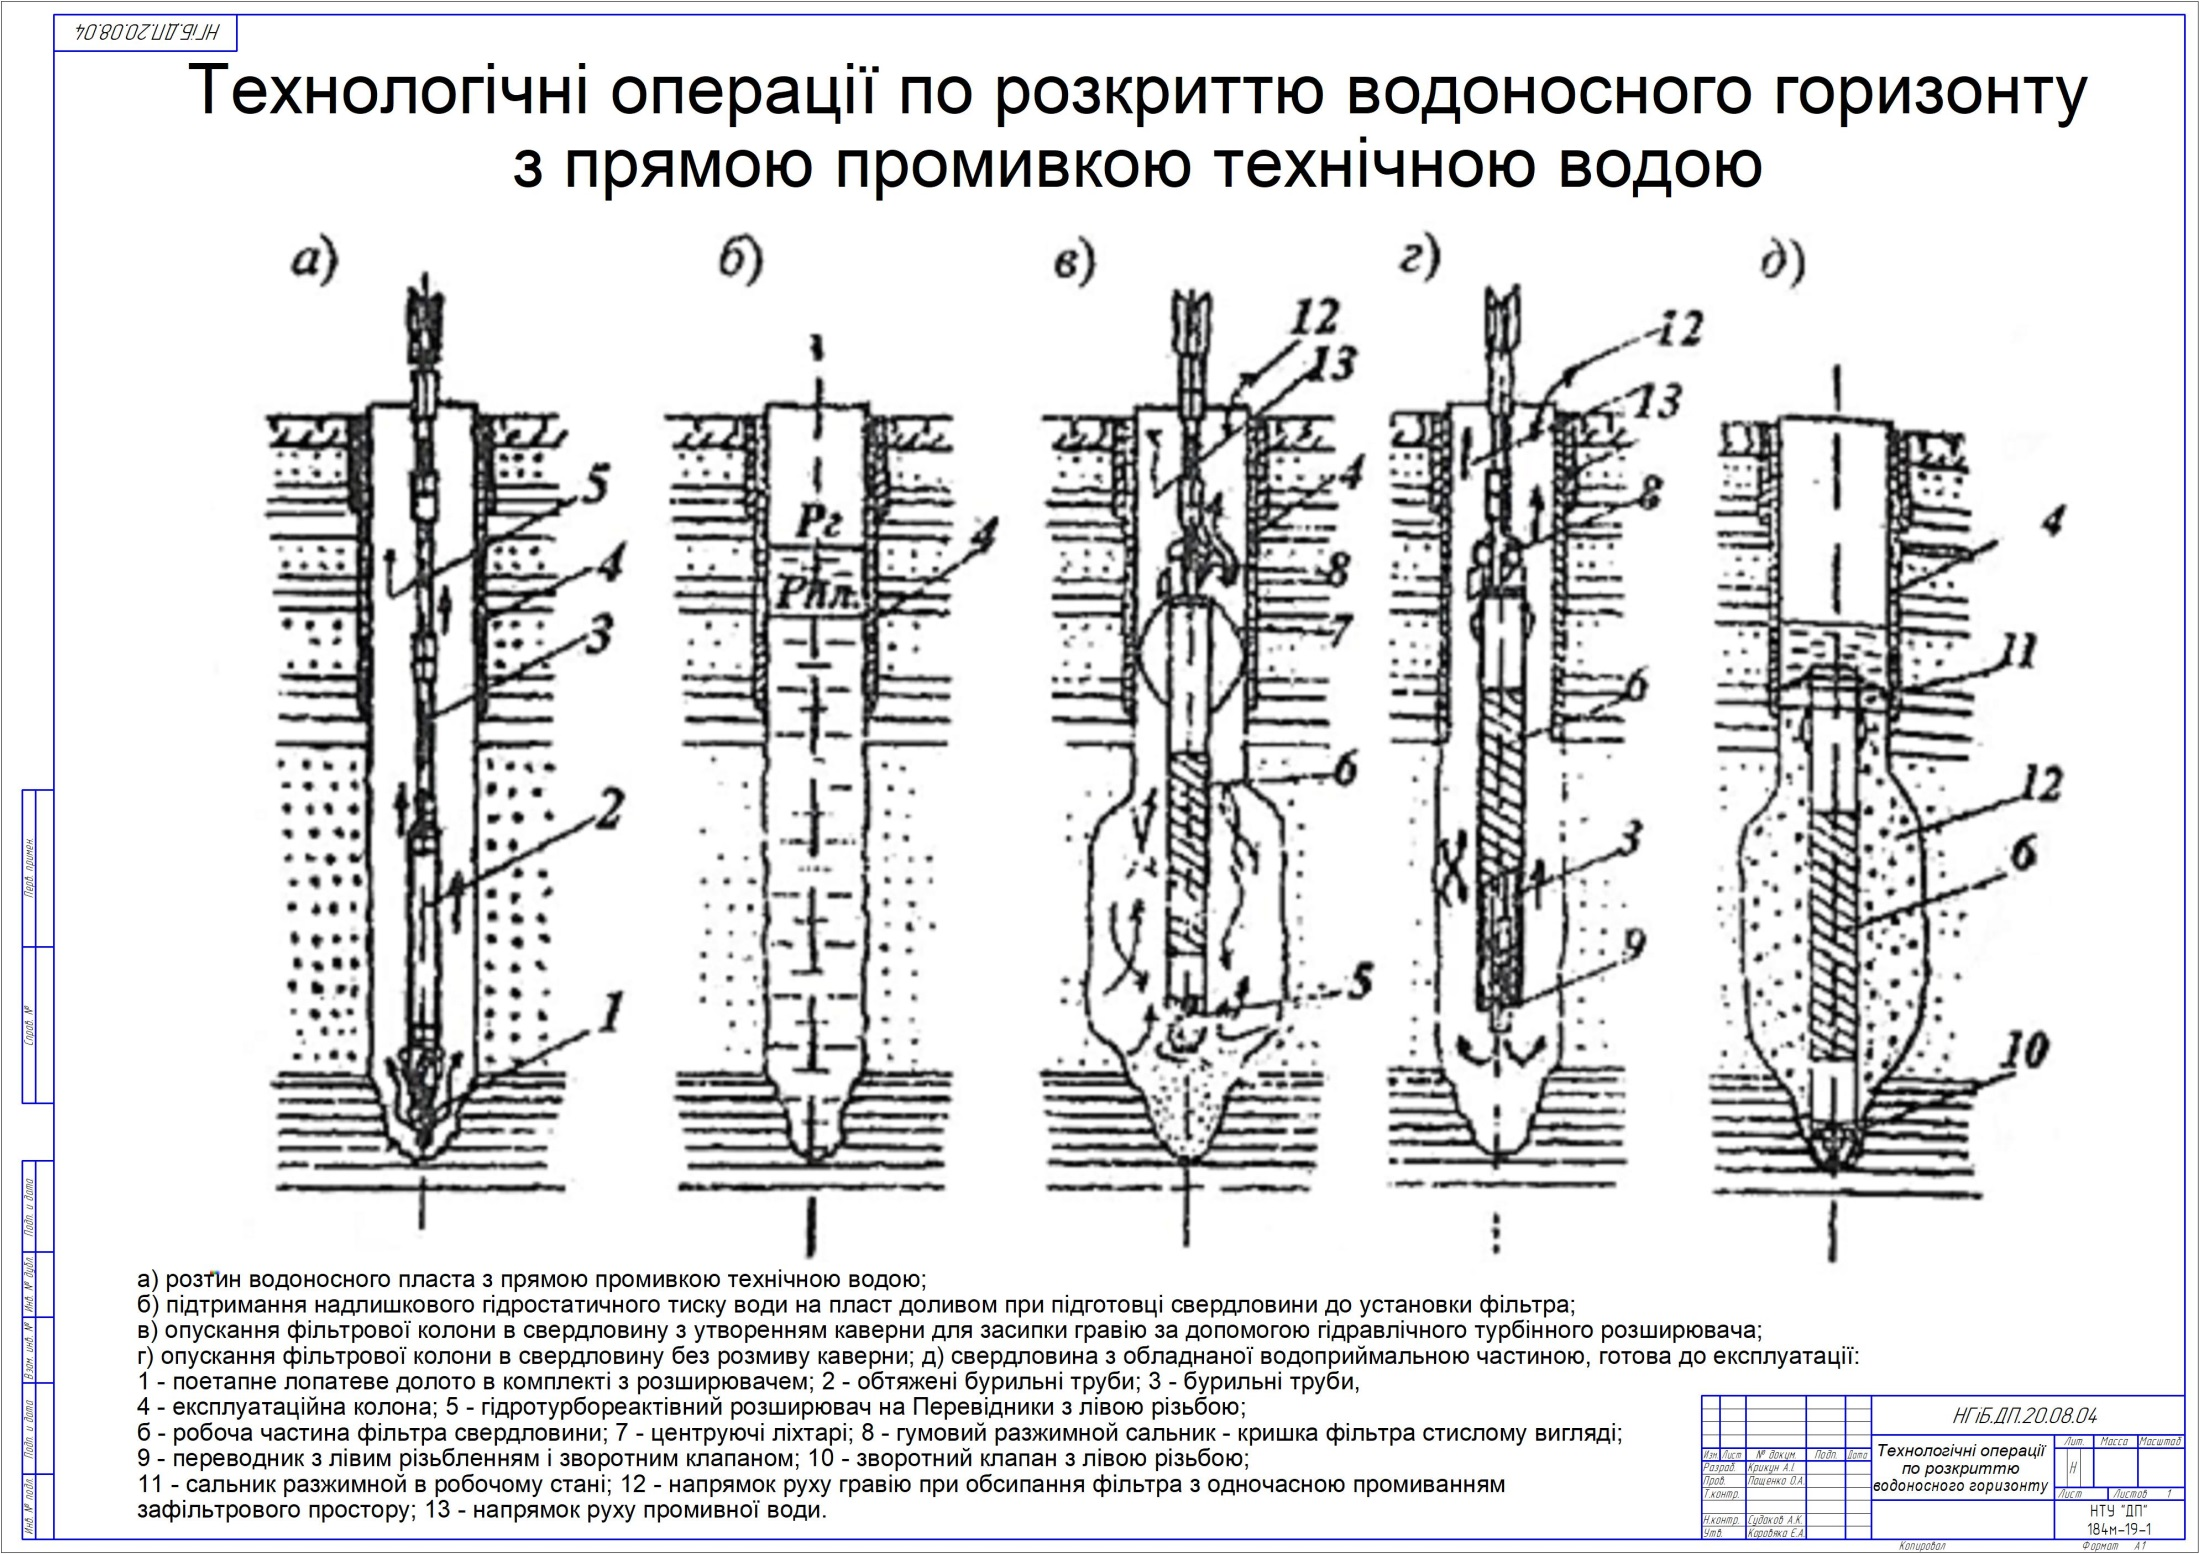 НГіБ.ДП.20.08.04
Технологічні операції по розкриттю водоносного горизонту
з прямою промивкою технічною водою
а) б) в) г) д)
12
13
5
4
3
2
1
Рг
Рпл.
4
12
13
4
8
7
6
5
12
13
8
6
3
9
4
11
12
6
10
а) розтин водоносного пласта з прямою промивкою технічною водою;
б) підтримання надлишкового гідростатичного тиску води на пласт доливом при підготовці свердловини до установки фільтра;
в) опускання фільтрової колони в свердловину з утворенням каверни для засипки гравію за допомогою гідравлічного турбінного розширювача;
г) опускання фільтрової колони в свердловину без розмиву каверни; д) свердловина з обладнаної водоприймальною частиною, готова до експлуатації:
1 - поетапне лопатеве долото в комплекті з розширювачем; 2 - обтяжені бурильні труби; 3 - бурильні труби,
4 - експлуатаційна колона; 5 - гідротурбореактівний розширювач на Перевідники з лівою різьбою;
б - робоча частина фільтра свердловини; 7 - центруючі ліхтарі; 8 - гумовий разжимной сальник - кришка фільтра стислому вигляді;
9 - переводник з лівим різьбленням і зворотним клапаном; 10 - зворотний клапан з лівою різьбою;
11 - сальник разжимной в робочому стані; 12 - напрямок руху гравію при обсипання фільтра з одночасною промиванням
зафільтрового простору; 13 - напрямок руху промивної води.
Перв. примен.
Справ. №
Подп. и дата
Инв. № дубл.
Взам. инв. №
Подп. и дата
Инв. № подл.
НГіБ.ДП.20.08.04
Изм. Лист № докум. Подп. Дата
Разраб. Крикун А.І.
Пров. Пащенко О.А.
Т.контр.
Н.контр. Судаков А.К.
Утв. Коровяка Є.А.
Технологічні операції
по розкриттю
водоносного горизонту
Лит. Масса Масштаб
Н
Лист Листов 1
НТУ "ДП"
184м-19-1
Копировал Формат А1